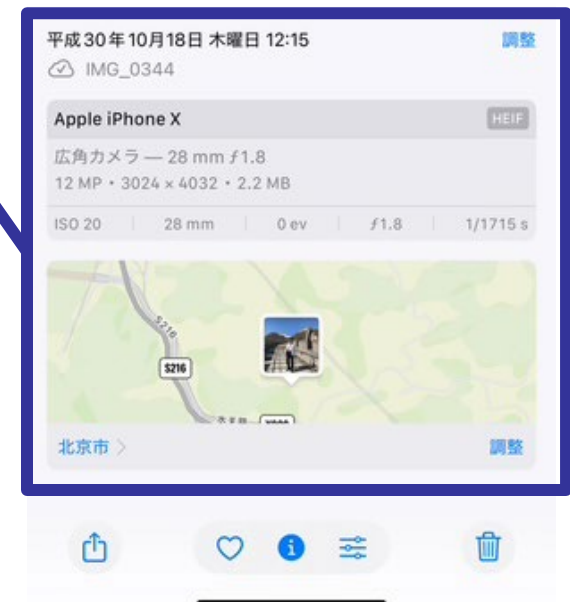 平成30年10月18日 木曜日 12:15
調整
IMG_0344
Apple iPhone X
HEIF
広角カメラ — 28 mm ƒ1.8
12 MP • 3024 × 4032 • 2.2 MB
ISO 20
28 mm
0 ev
ƒ1.8
1/1715 s
S216
S216
北京市
調整